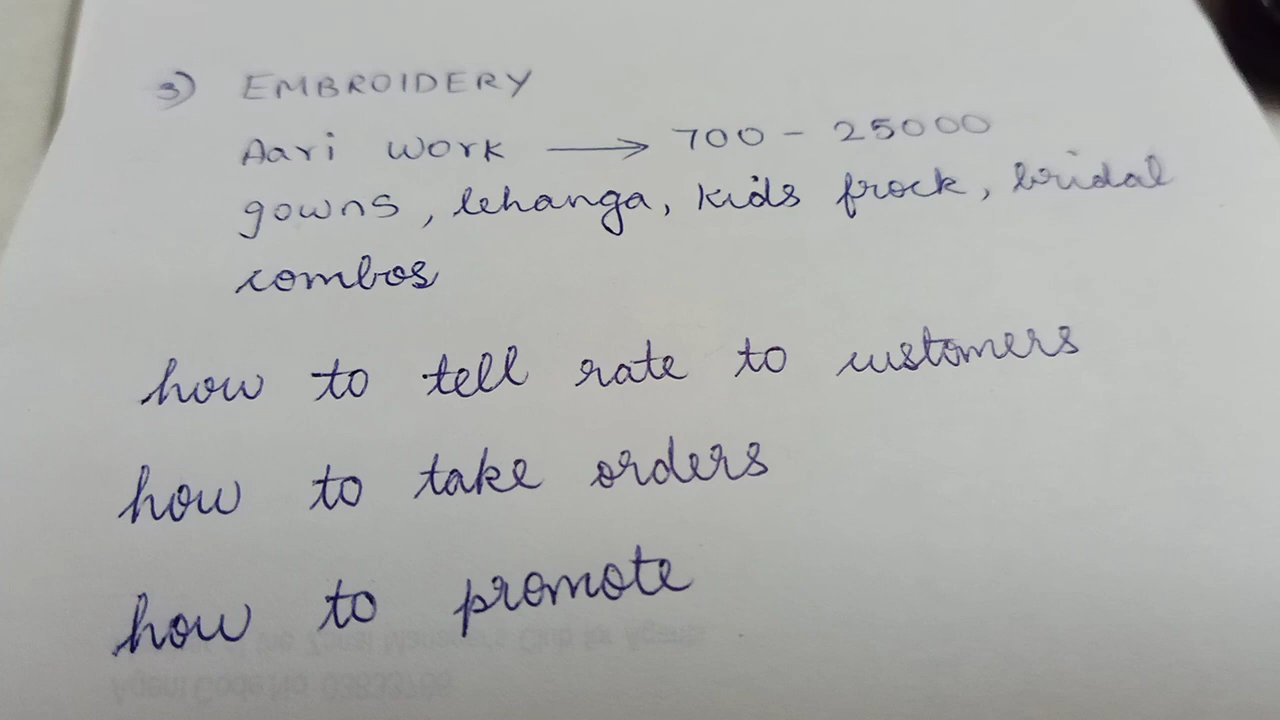 3) EMBROIDERY
Aari work → 700 - 25000
gowns, lehanga, kids frock, bridal
combos
how to tell rate to customers
how to take orders
how to promote